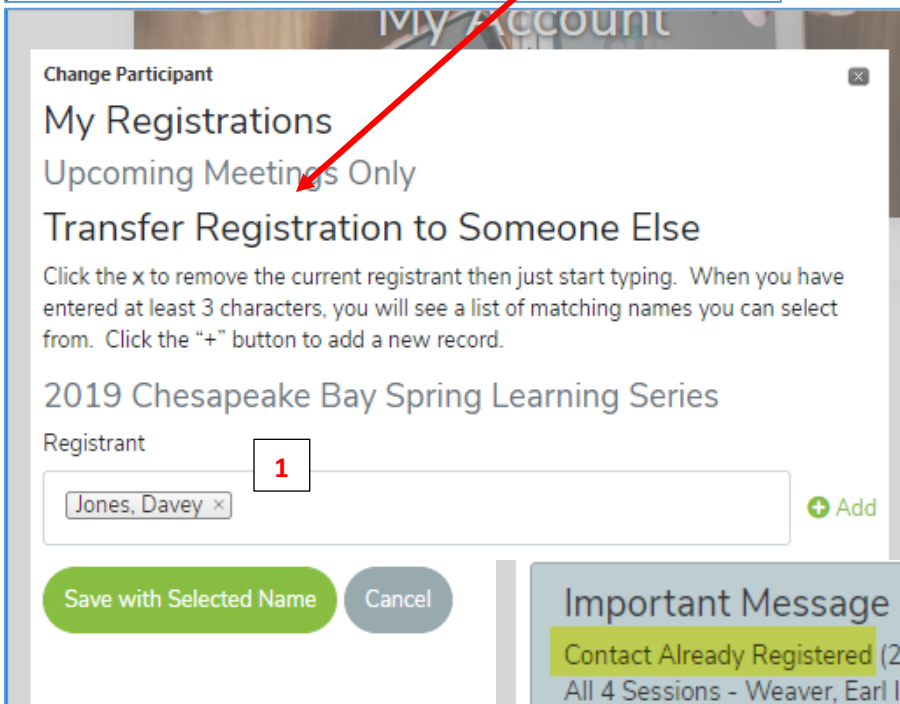 My Account
Change Participant
My Registrations
Upcoming Meetings Only
Transfer Registration to Someone Else
Click the x to remove the current registrant then just start typing. When you have
entered at least 3 characters, you will see a list of matching names you can select
from. Click the “+” button to add a new record.
2019 Chesapeake Bay Spring Learning Series
Registrant
1
Jones, Davey ×
Add
Save with Selected Name
Cancel
Important Message
Contact Already Registered (2
All 4 Sessions - Weaver, Earl